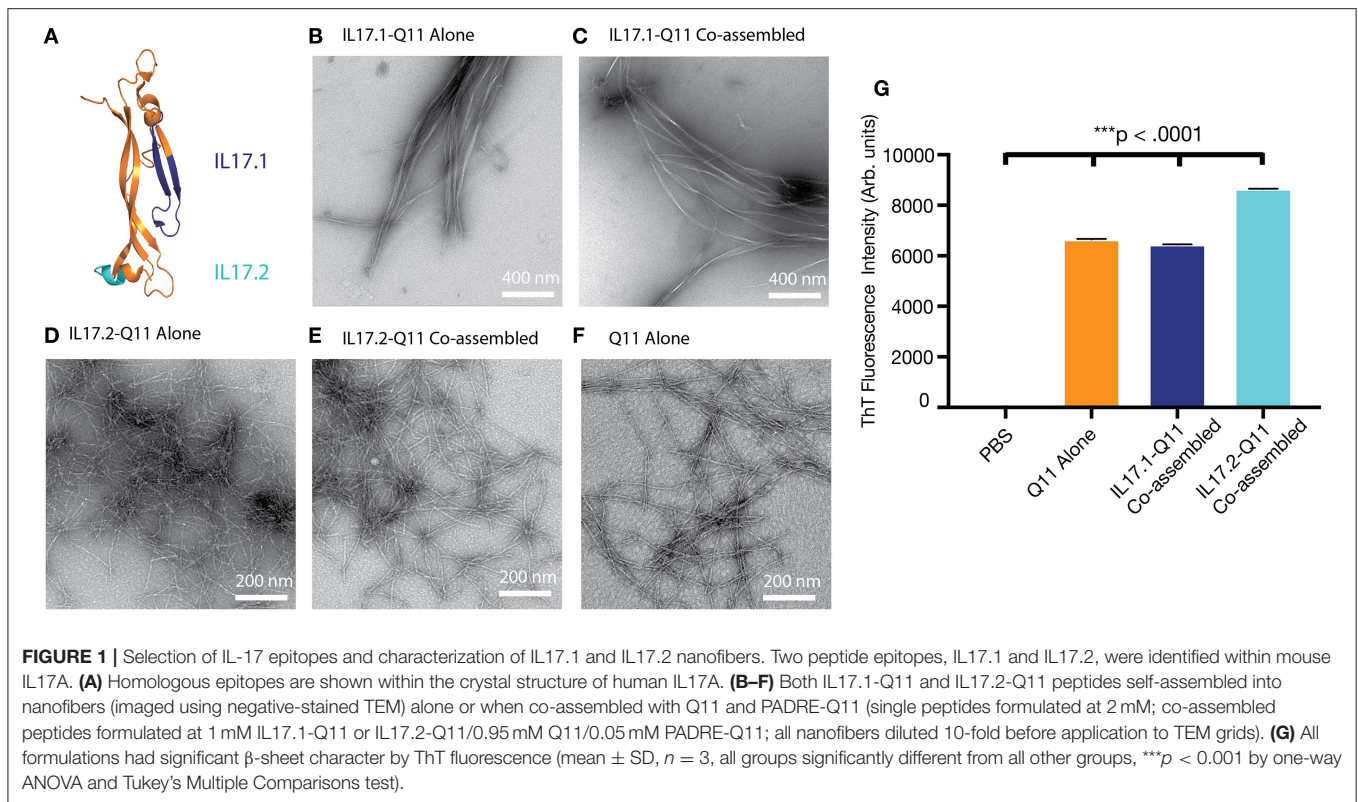 A
IL17.1
IL17.2
B IL17.1-Q11 Alone
400 nm
C IL17.1-Q11 Co-assembled
400 nm
G
***p < .0001
ThT Fluorescence Intensity (Arb. units)
10000
8000
6000
4000
2000
0
PBS
Q11 Alone
IL17.1-Q11
Co-assembled
IL17.2-Q11
Co-assembled
D IL17.2-Q11 Alone
200 nm
E IL17.2-Q11 Co-assembled
200 nm
F Q11 Alone
200 nm
FIGURE 1 | Selection of IL-17 epitopes and characterization of IL17.1 and IL17.2 nanofibers. Two peptide epitopes, IL17.1 and IL17.2, were identified within mouse
IL17A. (A) Homologous epitopes are shown within the crystal structure of human IL17A. (B–F) Both IL17.1-Q11 and IL17.2-Q11 peptides self-assembled into
nanofibers (imaged using negative-stained TEM) alone or when co-assembled with Q11 and PADRE-Q11 (single peptides formulated at 2 mM; co-assembled
peptides formulated at 1 mM IL17.1-Q11 or IL17.2-Q11/0.95 mM Q11/0.05 mM PADRE-Q11; all nanofibers diluted 10-fold before application to TEM grids). (G) All
formulations had significant β-sheet character by ThT fluorescence (mean ± SD, n = 3, all groups significantly different from all other groups, ***p < 0.001 by one-way
ANOVA and Tukey's Multiple Comparisons test).